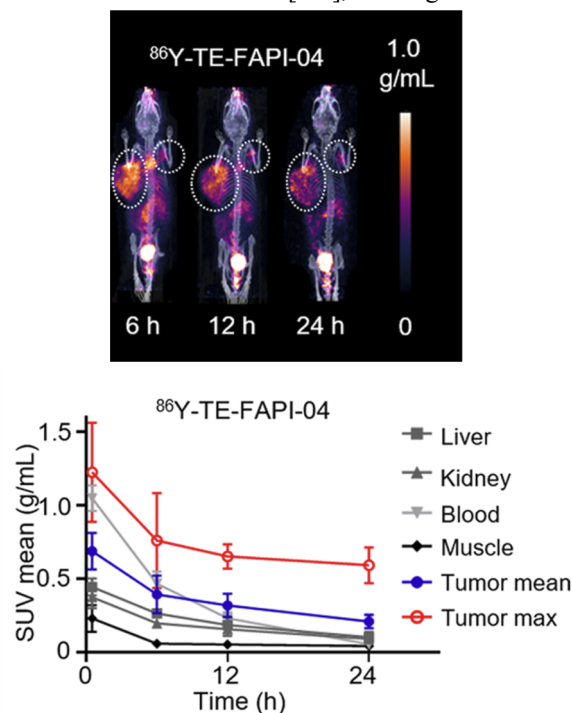 ⁸⁶Y-TE-FAPI-04
1.0
g/mL
6 h
12 h
24 h
0
⁸⁶Y-TE-FAPI-04
SUV mean (g/mL)
1.5
1.0
0.5
0
0
12
24
Time (h)
Liver
Kidney
Blood
Muscle
Tumor mean
Tumor max